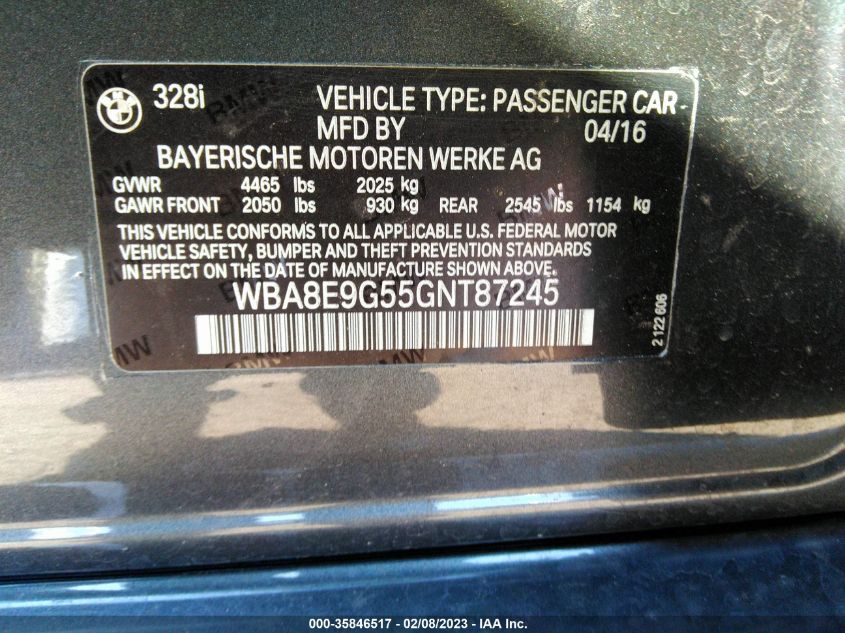 328i VEHICLE TYPE: PASSENGER CAR
MFD BY 04/16
BAYERISCHE MOTOREN WERKE AG
GVWR 4465 lbs 2025 kg
GAWR FRONT 2050 lbs 930 kg REAR 2545 lbs 1154 kg
THIS VEHICLE CONFORMS TO ALL APPLICABLE U.S. FEDERAL MOTOR
VEHICLE SAFETY, BUMPER AND THEFT PREVENTION STANDARDS
IN EFFECT ON THE DATE OF MANUFACTURE SHOWN ABOVE.
WBA8E9G55GNT87245
2 122 606
000-35846517 - 02/08/2023 - © IAA Inc.